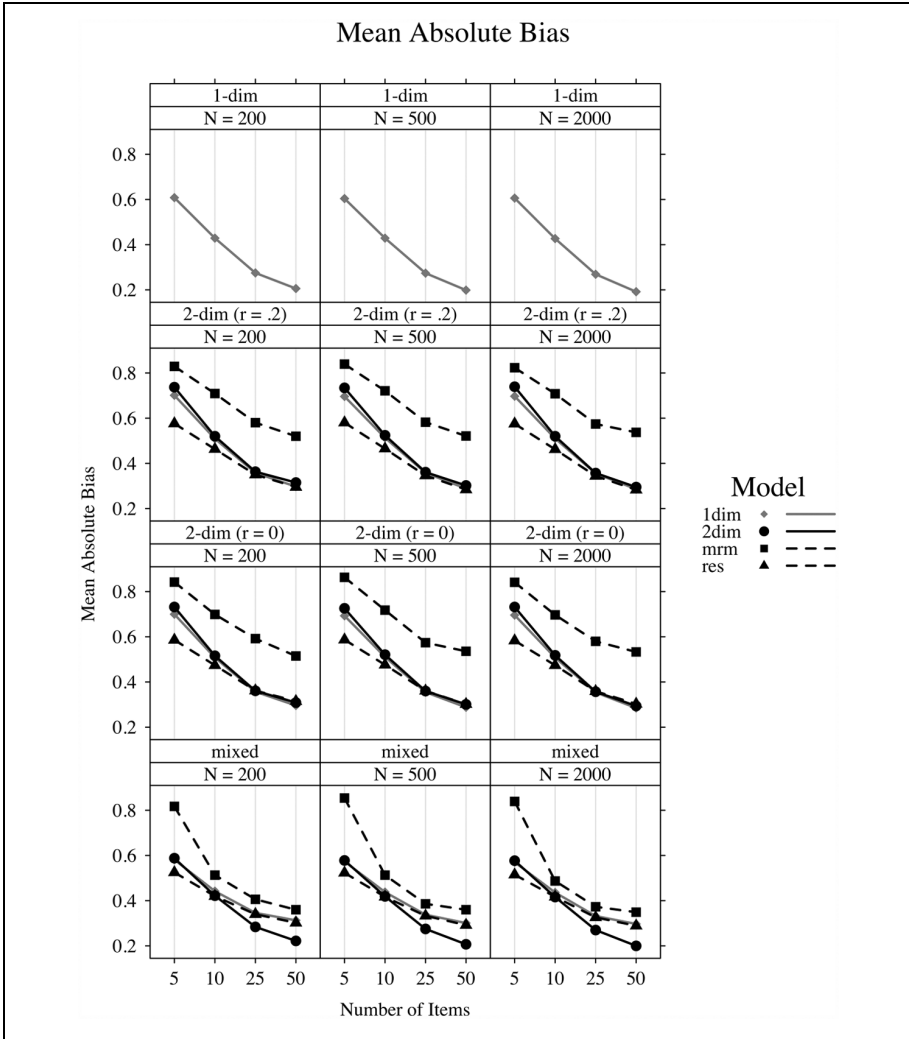 Mean Absolute Bias
1-dim 1-dim 1-dim
N = 200 N = 500 N = 2000
0.8
0.6
0.4
0.2
2-dim (r = .2) 2-dim (r = .2) 2-dim (r = .2)
N = 200 N = 500 N = 2000
0.8
0.6
0.4
0.2
2-dim (r = 0) 2-dim (r = 0) 2-dim (r = 0)
N = 200 N = 500 N = 2000
0.8
0.6
0.4
0.2
mixed mixed mixed
N = 200 N = 500 N = 2000
0.8
0.6
0.4
0.2
5 10 25 50 5 10 25 50 5 10 25 50
Number of Items
Mean Absolute Bias
Model
1dim
2dim
mrm
res